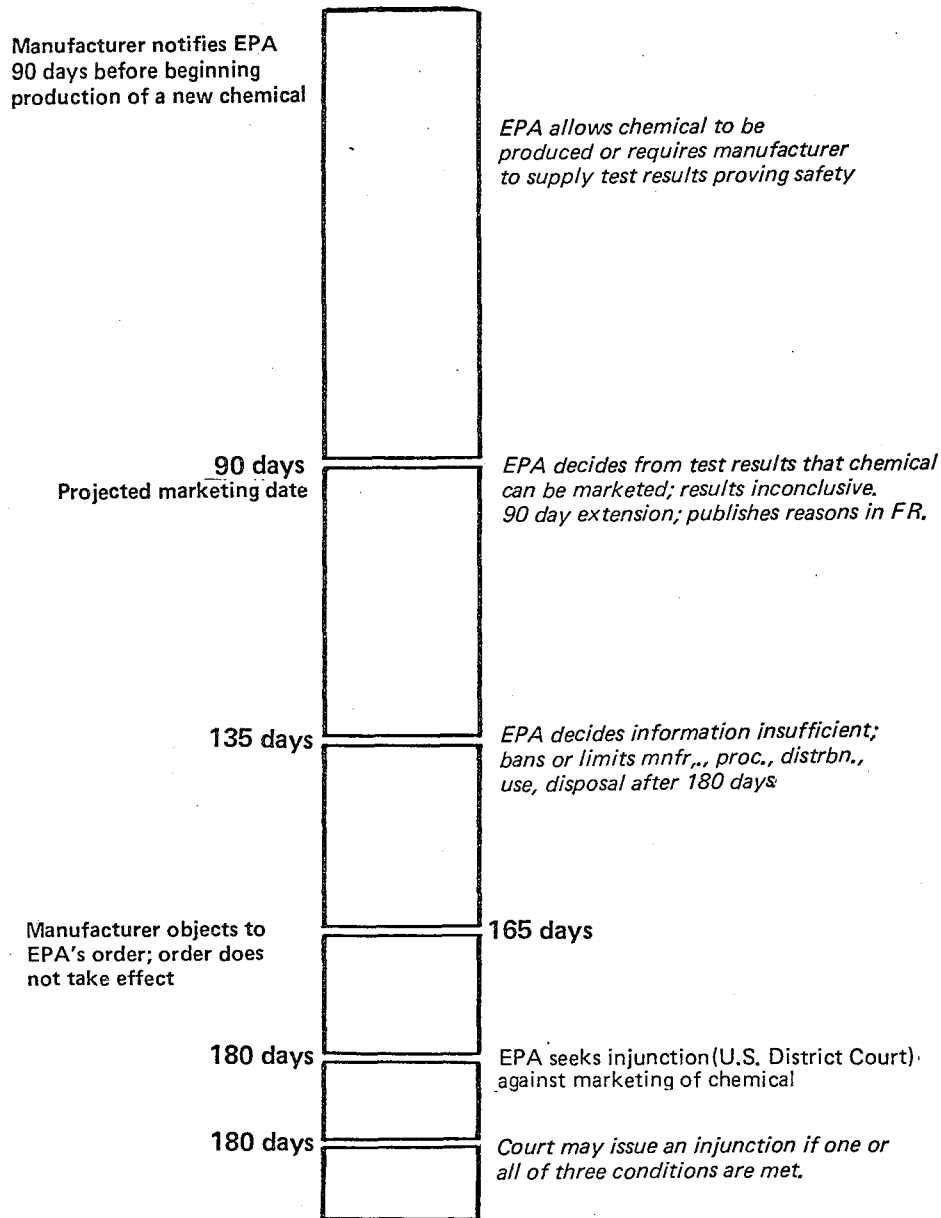 Manufacturer notifies EPA
90 days before beginning
production of a new chemical
EPA allows chemical to be
produced or requires manufacturer
to supply test results proving safety
90 days
Projected marketing date
EPA decides from test results that chemical
can be marketed; results inconclusive.
90 day extension; publishes reasons in FR.
135 days
EPA decides information insufficient;
bans or limits mnfr,., proc., distrbn.,
use, disposal after 180 days
Manufacturer objects to
EPA's order; order does
not take effect
165 days
180 days
EPA seeks injunction (U.S. District Court)
against marketing of chemical
180 days
Court may issue an injunction if one or
all of three conditions are met.